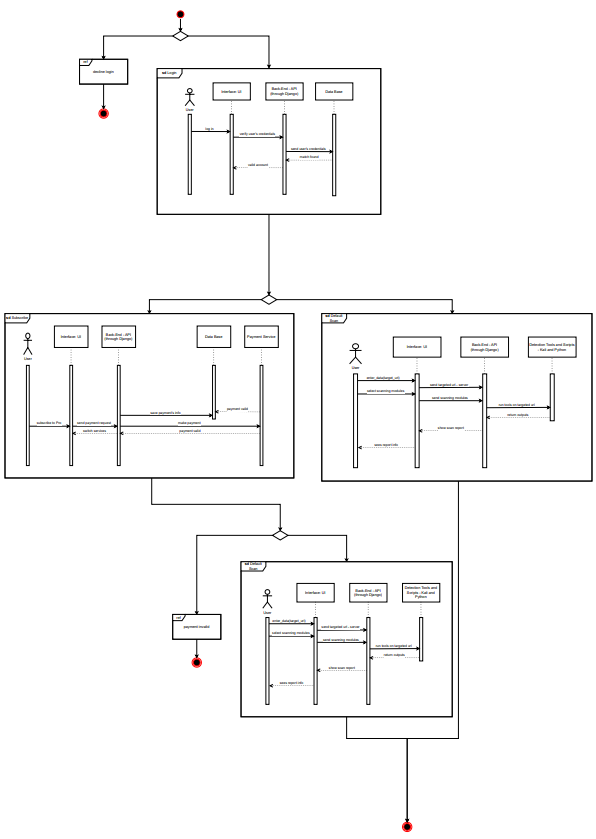 ref
decline login
sd Login
User
Interface: UI
Back-End - API
(through Django)
Data Base
log in
verify user's credentials
send user's credentials
match found
valid account
sd Subscribe
User
Interface: UI
Back-End - API
(through Django)
Data Base
Payment Service
payment valid
save payment's info
subscribe to Pro
send payment request
make payment
switch services
payment valid
sd Default
Scan
User
Interface: UI
Back-End - API
(through Django)
Detection Tools and Scripts
- Kali and Python
enter_data(target_url)
send targeted url - server
select scanning modules
send scanning modules
run tools on targeted url
return outputs
show scan report
sees report info
ref
payment invalid
sd Default
Scan
User
Interface: UI
Back-End - API
(through Django)
Detection Tools and
Scripts - Kali and
Python
enter_data(target_url)
send targeted url - server
select scanning modules
send scanning modules
run tools on targeted url
return outputs
show scan report
sees report info